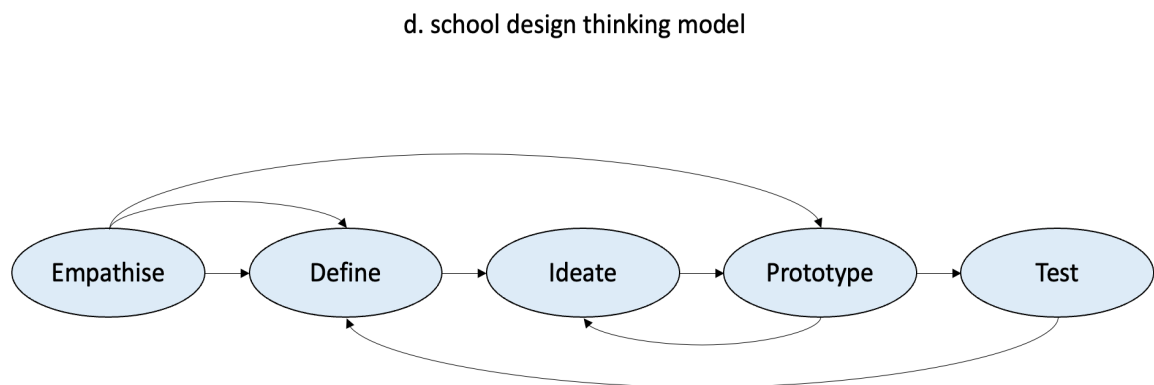 d. school design thinking model
Empathise
Define
Ideate
Prototype
Test